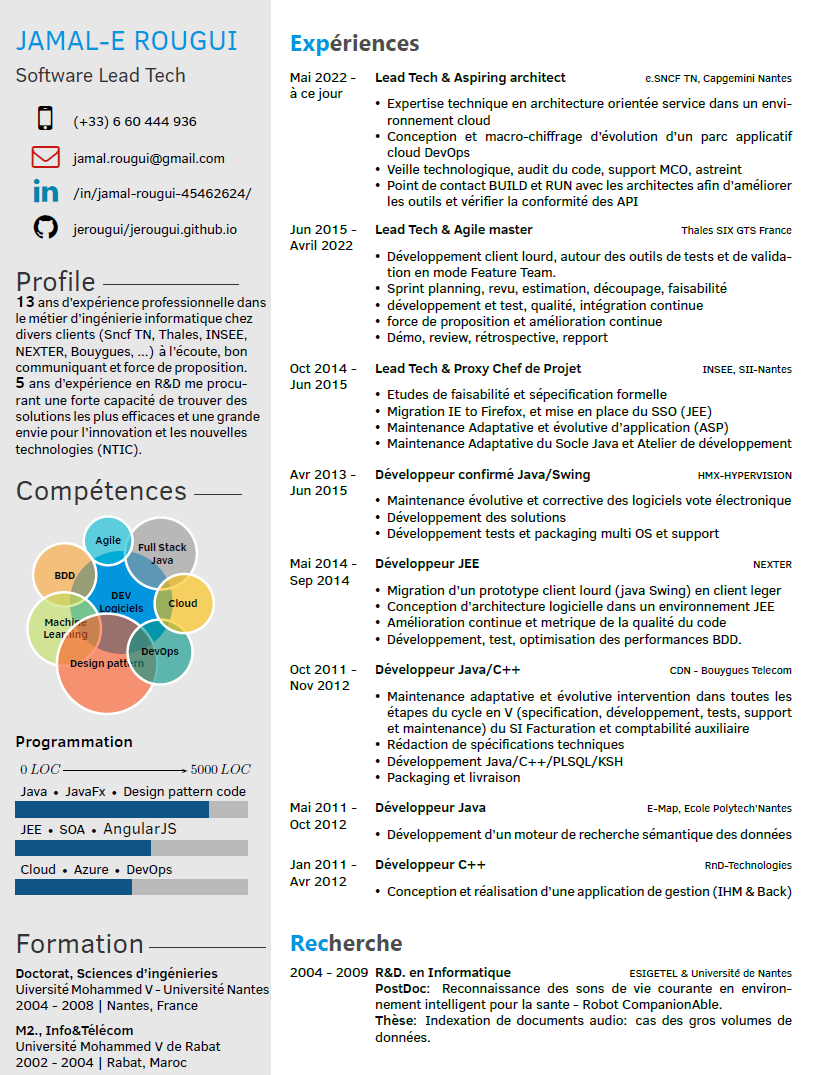 JAMAL-E ROUGUI
Software Lead Tech
(+33) 6 60 444 936
jamal.rougui@gmail.com
in
/in/jamal-rougui-45462624/
jerougui/jerougui.github.io
Profile
13 ans d'expérience professionnelle dans
le métier d'ingénierie informatique chez
divers clients (Sncf TN, Thales, INSEE,
NEXTER, Bouygues, ...) à l'écoute, bon
communiquant et force de proposition.
5 ans d'expérience en R&D me procu-
rant une forte capacité de trouver des
solutions les plus efficaces et une grande
envie pour l'innovation et les nouvelles
technologies (NTIC).
Compétences
Agile
Full Stack
Java
BDD
DEV
Logiciels
Cloud
Machine
Learning
DevOps
Design pattern
Programmation
0 LOC
5000 LOC
Java • JavaFx • Design pattern code
JEE • SOA • AngularJS
Cloud • Azure • DevOps
Formation
Doctorat, Sciences d'ingénieries
Uiversité Mohammed V - Université Nantes
2004 - 2008 | Nantes, France
M2., Info&Télécom
Université Mohammed V de Rabat
2002 - 2004 | Rabat, Maroc
Expériences
Mai 2022 -
à ce jour
Lead Tech & Aspiring architect
e.SNCF TN, Capgemini Nantes
• Expertise technique en architecture orientée service dans un envi-
ronnement cloud
• Conception et macro-chiffrage d'évolution d'un parc applicatif
cloud DevOps
• Veille technologique, audit du code, support MCO, astreint
• Point de contact BUILD et RUN avec les architectes afin d'améliorer
les outils et vérifier la conformité des API
Jun 2015 -
Avril 2022
Lead Tech & Agile master
Thales SIX GTS France
• Développement client lourd, autour des outils de tests et de valida-
tion en mode Feature Team.
• Sprint planning, revu, estimation, découpage, faisabilité
• développement et test, qualité, intégration continue
• force de proposition et amélioration continue
• Démo, review, rétrospective, repport
Oct 2014 -
Jun 2015
Lead Tech & Proxy Chef de Projet
INSEE, SII-Nantes
• Etudes de faisabilité et sépecification formelle
• Migration IE to Firefox, et mise en place du SSO (JEE)
• Maintenance Adaptative et évolutive d'application (ASP)
• Maintenance Adaptative du Socle Java et Atelier de développement
Avr 2013 -
Jun 2015
Développeur confirmé Java/Swing
HMX-HYPERVISION
• Maintenance évolutive et corrective des logiciels vote électronique
• Développement des solutions
• Développement tests et packaging multi OS et support
Mai 2014 -
Sep 2014
Développeur JEE
NEXTER
• Migration d'un prototype client lourd (java Swing) en client leger
• Conception d'architecture logicielle dans un environnement JEE
• Amélioration continue et metrique de la qualité du code
• Développement, test, optimisation des performances BDD.
Oct 2011 -
Nov 2012
Développeur Java/C++
CDN - Bouygues Telecom
• Maintenance adaptative et évolutive intervention dans toutes les
étapes du cycle en V (specification, développement, tests, support
et maintenance) du SI Facturation et comptabilité auxiliaire
• Rédaction de spécifications techniques
• Développement Java/C++/PLSQL/KSH
• Packaging et livraison
Mai 2011 -
Oct 2012
Développeur Java
E-Map, Ecole Polytech'Nantes
• Développement d'un moteur de recherche sémantique des données
Jan 2011 -
Avr 2012
Développeur C++
RnD-Technologies
• Conception et réalisation d'une application de gestion (IHM & Back)
Recherche
2004 - 2009
R&D. en Informatique
ESIGETEL & Université de Nantes
PostDoc: Reconnaissance des sons de vie courante en environ-
nement intelligent pour la sante - Robot CompanionAble.
Thèse: Indexation de documents audio: cas des gros volumes de
données.